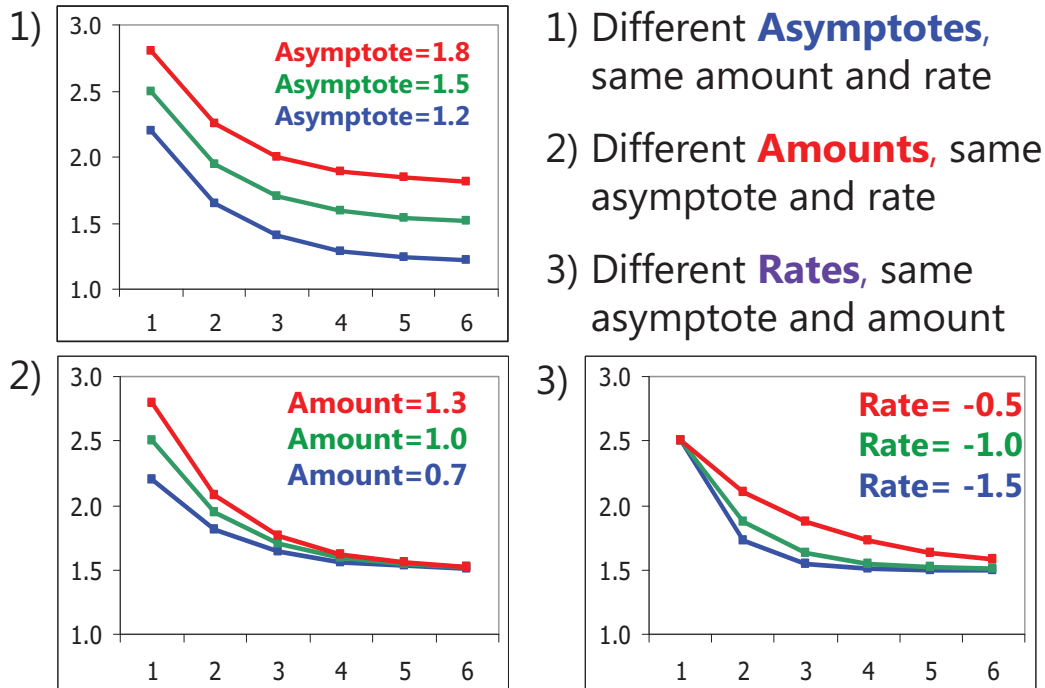 1)
3.0
2.5
2.0
1.5
1.0
Asymptote=1.8
Asymptote=1.5
Asymptote=1.2
1 2 3 4 5 6
1) Different Asymptotes,
same amount and rate
2) Different Amounts, same
asymptote and rate
3) Different Rates, same
asymptote and amount
2)
3.0
2.5
2.0
1.5
1.0
Amount=1.3
Amount=1.0
Amount=0.7
1 2 3 4 5 6
3)
3.0
2.5
2.0
1.5
1.0
Rate= -0.5
Rate= -1.0
Rate= -1.5
1 2 3 4 5 6